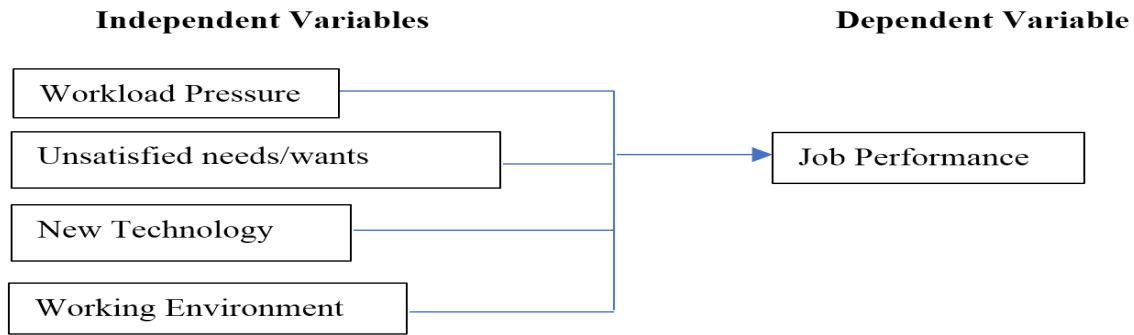 Independent Variables
Dependent Variable
Workload Pressure
Unsatisfied needs/wants
Job Performance
New Technology
Working Environment